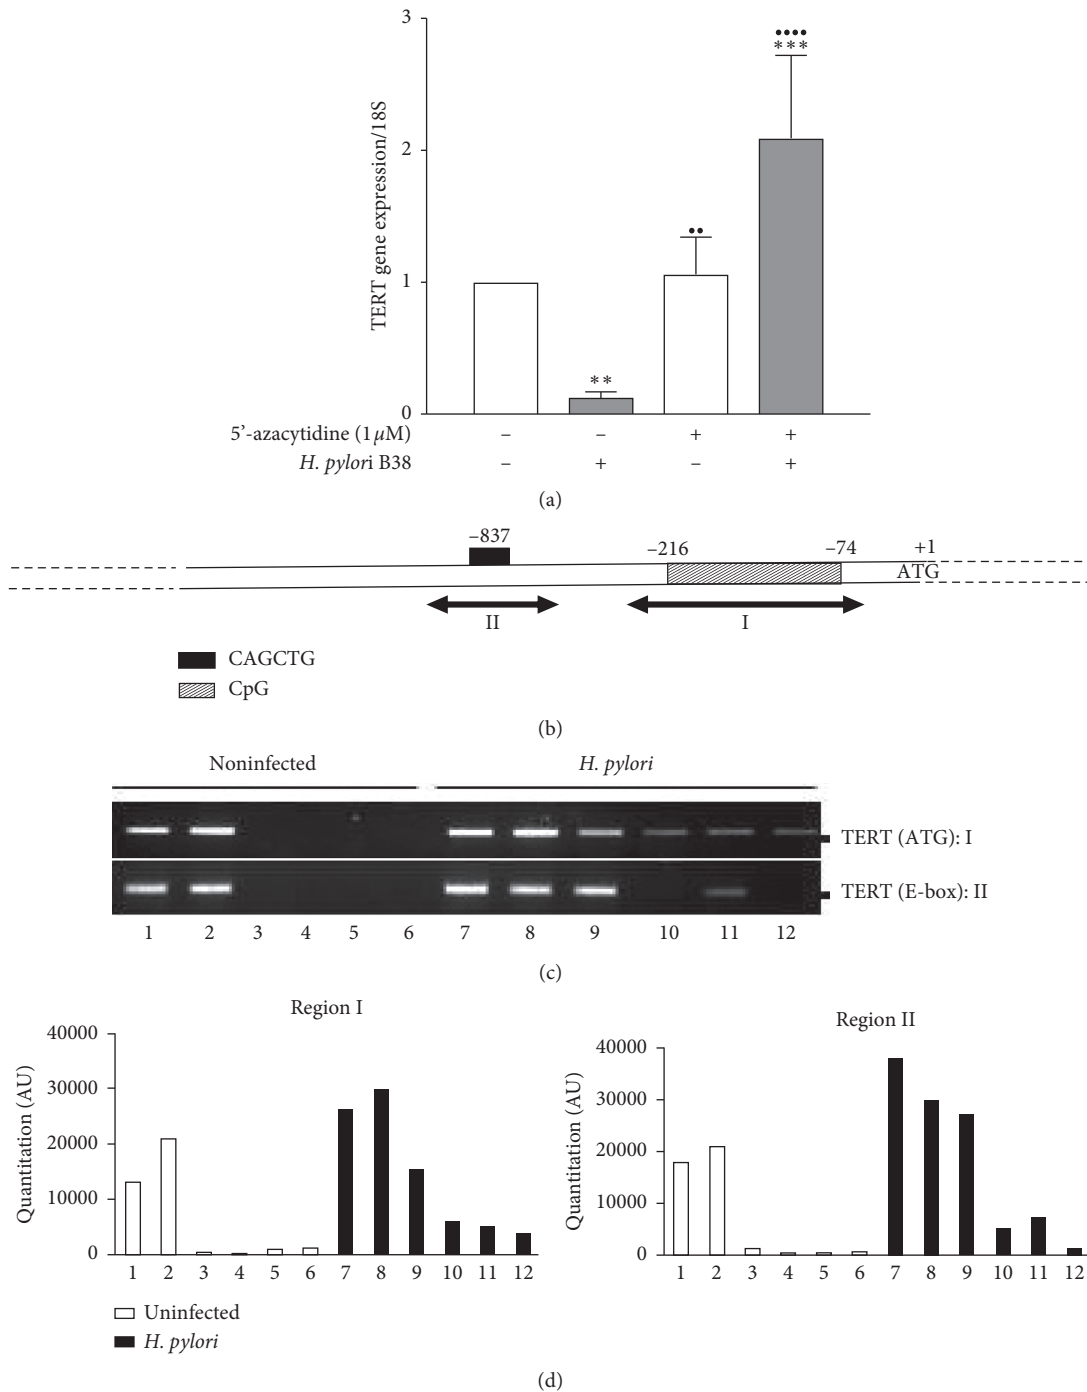 3
2
1
0
TERT gene expression/18S
**
••
••••
***
5'-azacytidine (1 μM) – – + +
H. pylori B38 – + – +
(a)
–837
–216
–74
+1
ATG
II
I
CAGCTG
CpG
(b)
Noninfected
H. pylori
TERT (ATG): I
TERT (E-box): II
1 2 3 4 5 6 7 8 9 10 11 12
(c)
Region I
40000
30000
20000
10000
0
Quantitation (AU)
1 2 3 4 5 6 7 8 9 10 11 12
Uninfected
H. pylori
Region II
40000
30000
20000
10000
0
Quantitation (AU)
1 2 3 4 5 6 7 8 9 10 11 12
(d)